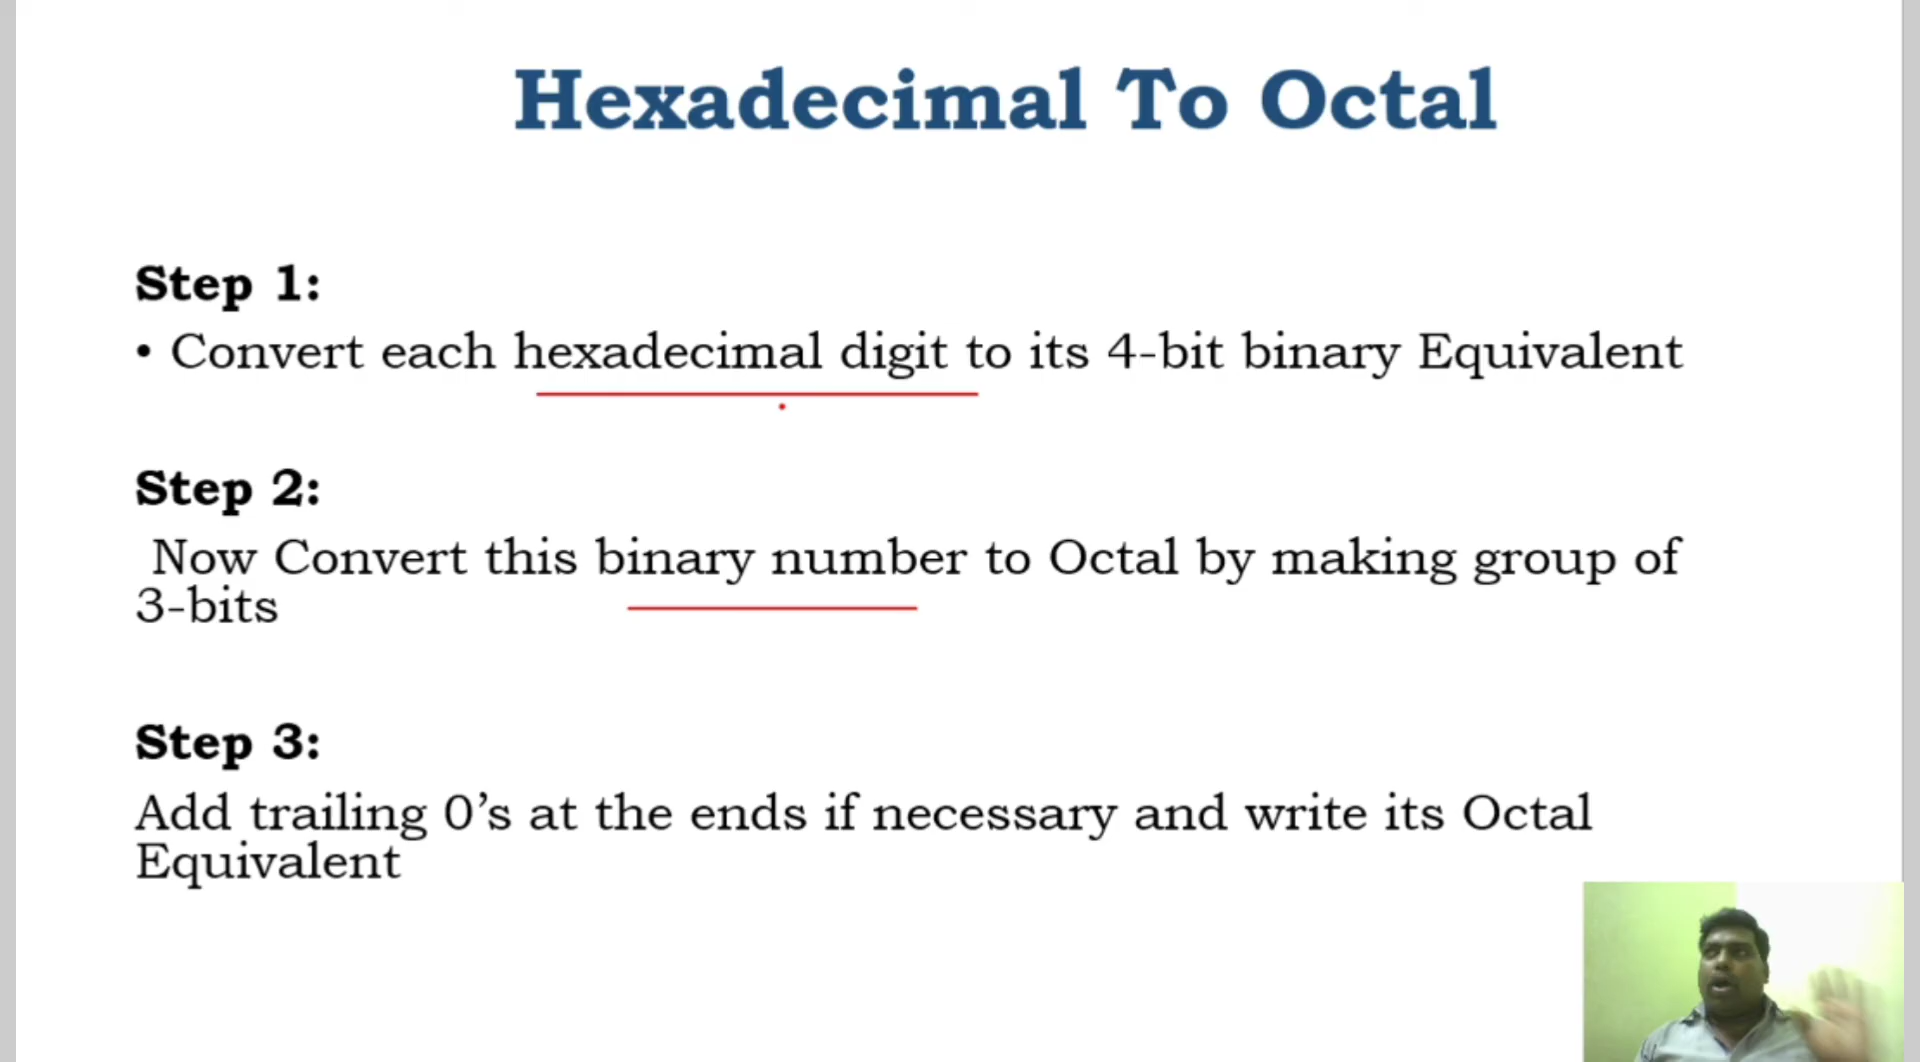 Hexadecimal To Octal
Step 1:
• Convert each hexadecimal digit to its 4-bit binary Equivalent
Step 2:
Now Convert this binary number to Octal by making group of
3-bits
Step 3:
Add trailing 0’s at the ends if necessary and write its Octal
Equivalent